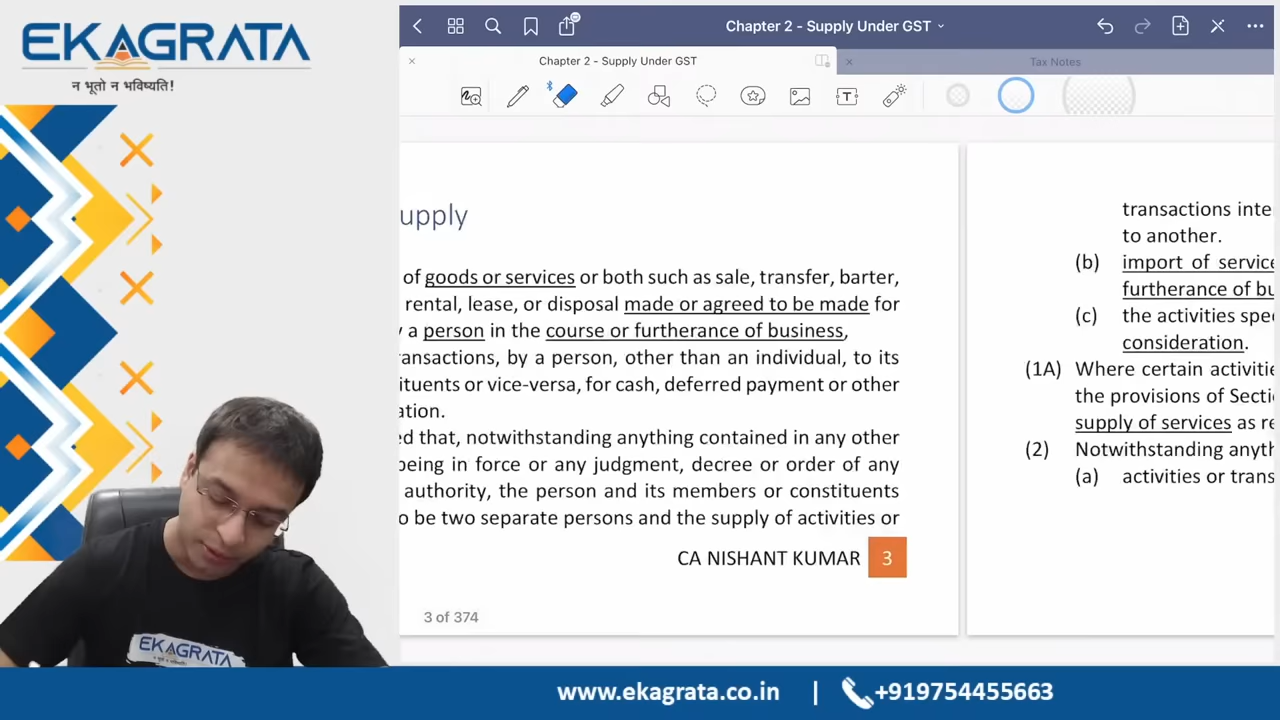 EKAGRATA
न भूतो न भविष्यति!
Chapter 2 - Supply Under GST
Chapter 2 - Supply Under GST
Tax Notes
upply
of goods or services or both such as sale, transfer, barter,
rental, lease, or disposal made or agreed to be made for
a person in the course or furtherance of business,
ransactions, by a person, other than an individual, to its
ituents or vice-versa, for cash, deferred payment or other
ation.
ed that, notwithstanding anything contained in any other
being in force or any judgment, decree or order of any
authority, the person and its members or constituents
o be two separate persons and the supply of activities or
CA NISHANT KUMAR 3
3 of 374
transactions inte
to another.
(b) import of service
furtherance of bu
(c) the activities spe
consideration.
(1A) Where certain activitie
the provisions of Secti
supply of services as re
(2) Notwithstanding anyth
(a) activities or trans
EKAGRATA
www.ekagrata.co.in | +919754455663